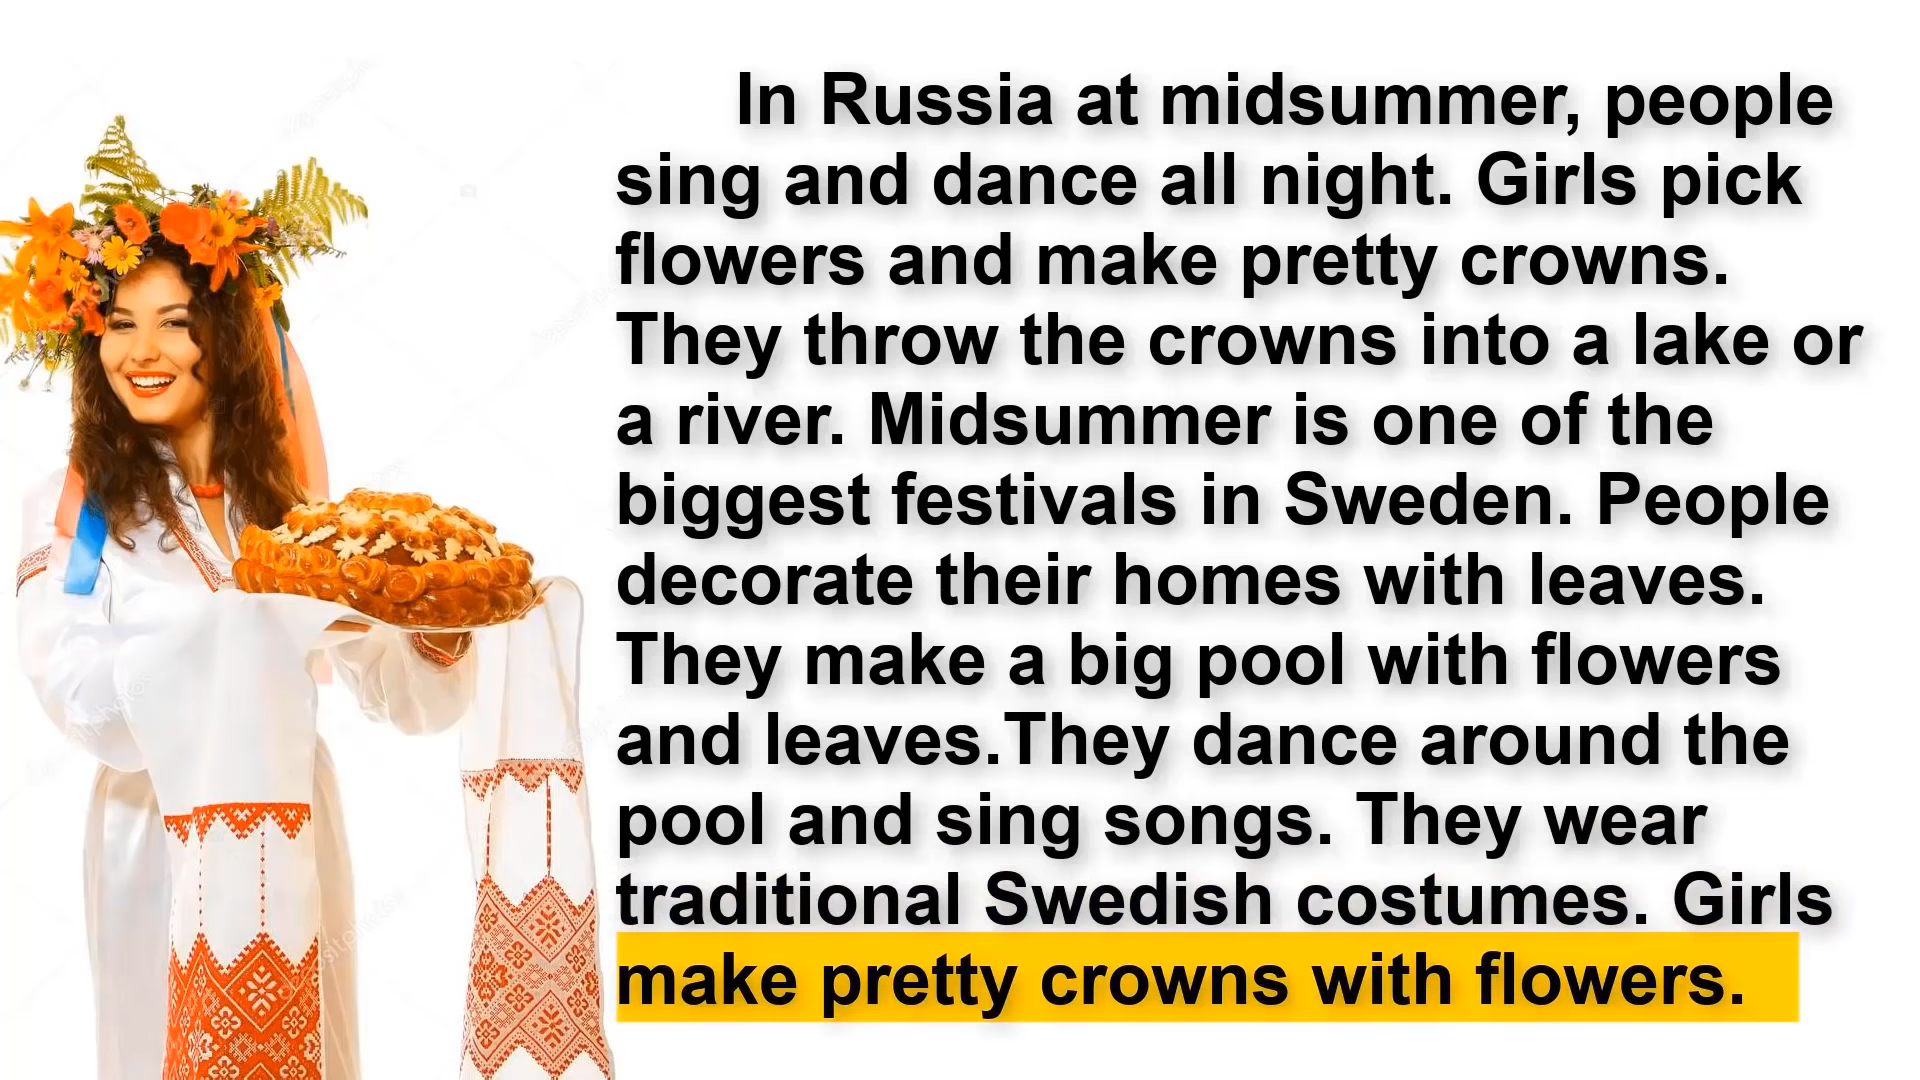 In Russia at midsummer, people
sing and dance all night. Girls pick
flowers and make pretty crowns.
They throw the crowns into a lake or
a river. Midsummer is one of the
biggest festivals in Sweden. People
decorate their homes with leaves.
They make a big pool with flowers
and leaves.They dance around the
pool and sing songs. They wear
traditional Swedish costumes. Girls
make pretty crowns with flowers.